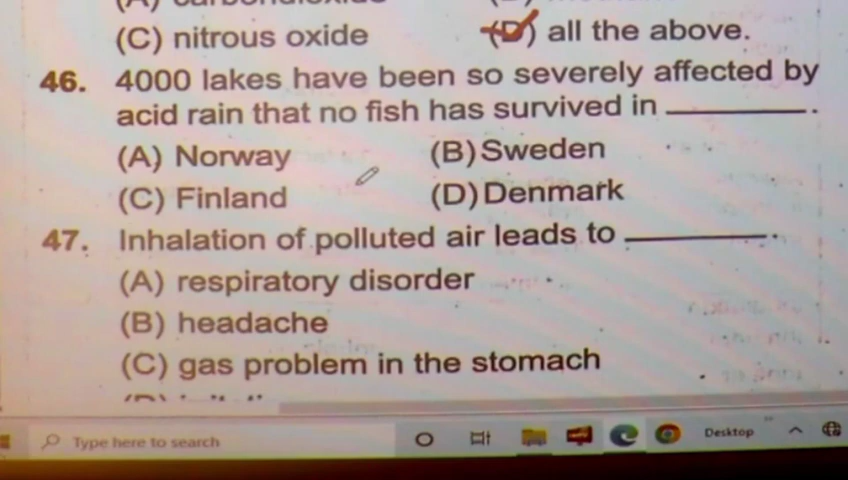 (C) nitrous oxide (D) all the above.
46. 4000 lakes have been so severely affected by
acid rain that no fish has survived in ________.
(A) Norway (B) Sweden
(C) Finland (D) Denmark
47. Inhalation of polluted air leads to ________.
(A) respiratory disorder
(B) headache
(C) gas problem in the stomach
Type here to search Desktop